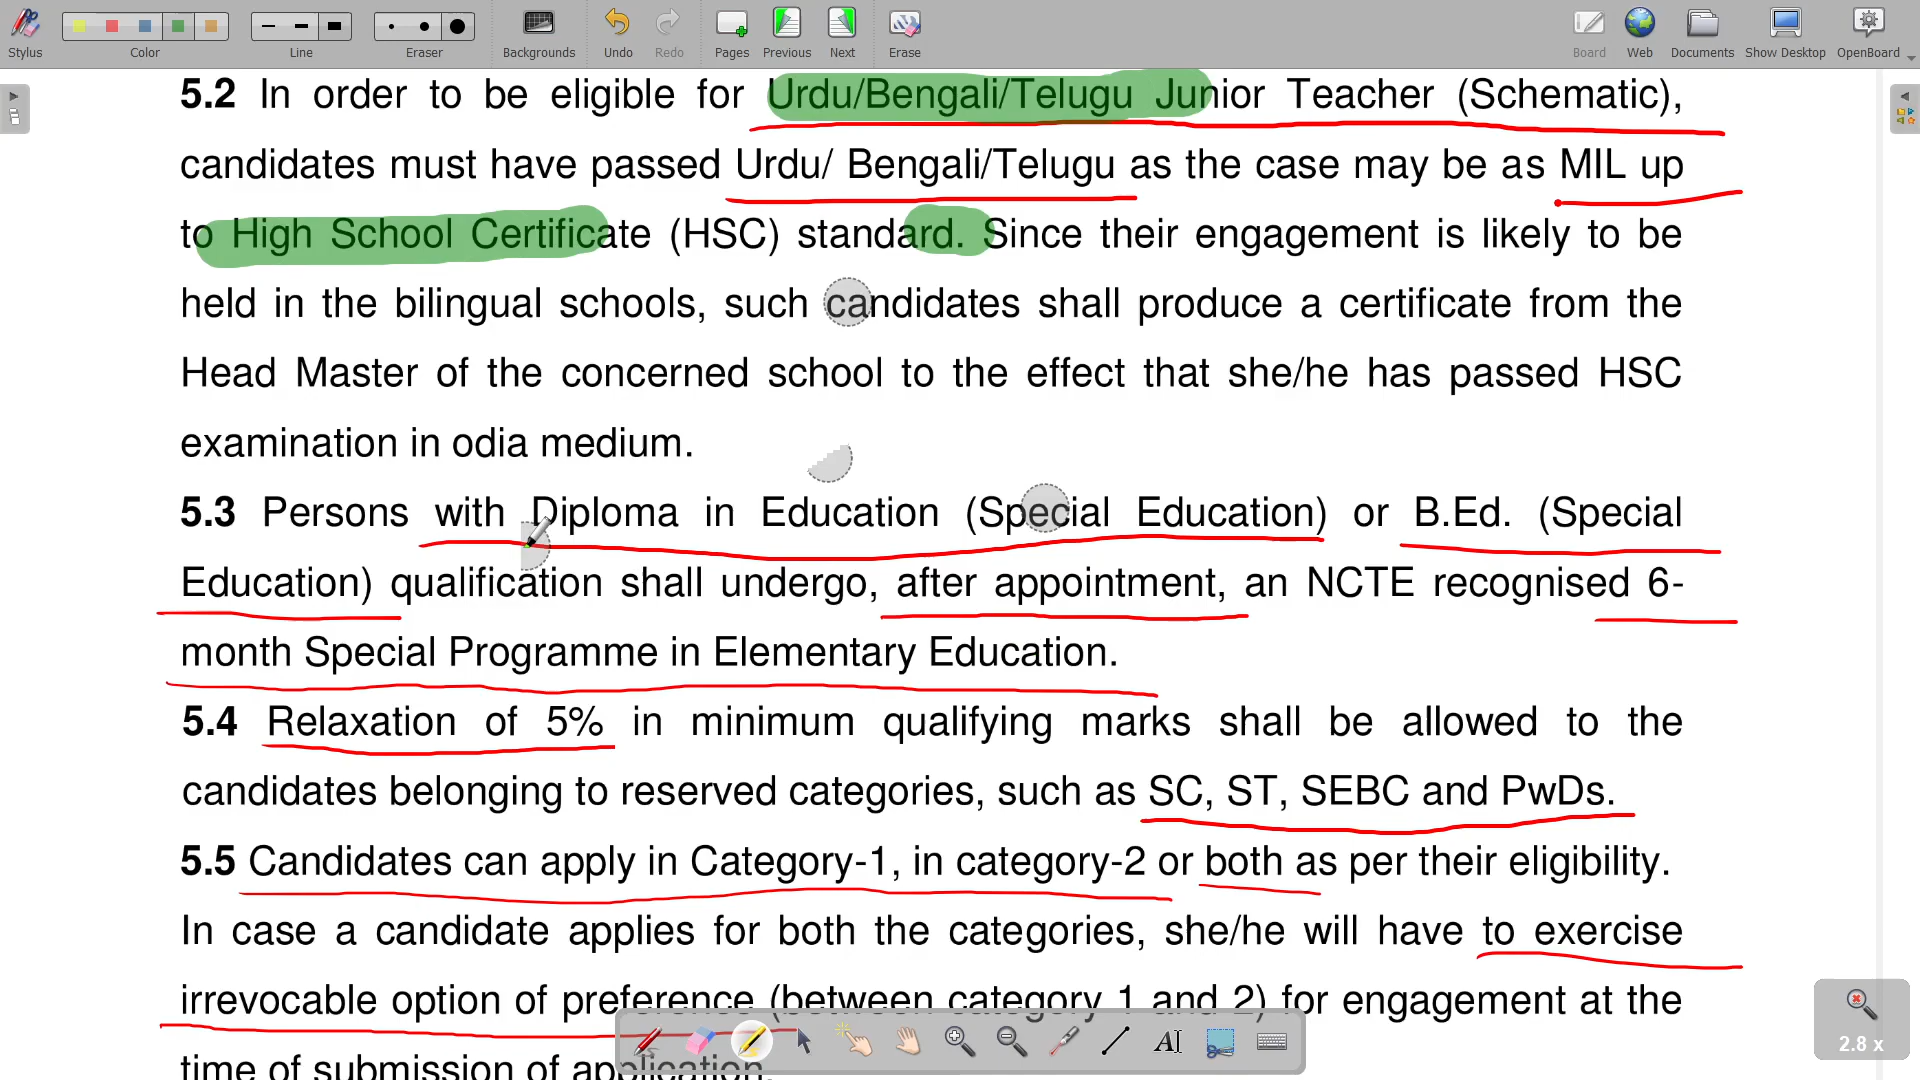 Stylus Color Line Eraser Backgrounds Undo Redo Pages Previous Next Erase Board Web Documents Show Desktop OpenBoard
5.2 In order to be eligible for Urdu/Bengali/Telugu Junior Teacher (Schematic),
candidates must have passed Urdu/ Bengali/Telugu as the case may be as MIL up
to High School Certificate (HSC) standard. Since their engagement is likely to be
held in the bilingual schools, such candidates shall produce a certificate from the
Head Master of the concerned school to the effect that she/he has passed HSC
examination in odia medium.
5.3 Persons with Diploma in Education (Special Education) or B.Ed. (Special
Education) qualification shall undergo, after appointment, an NCTE recognised 6-
month Special Programme in Elementary Education.
5.4 Relaxation of 5% in minimum qualifying marks shall be allowed to the
candidates belonging to reserved categories, such as SC, ST, SEBC and PwDs.
5.5 Candidates can apply in Category-1, in category-2 or both as per their eligibility.
In case a candidate applies for both the categories, she/he will have to exercise
irrevocable option of preference (between category 1 and 2) for engagement at the
time of submission of application.
2.8 x